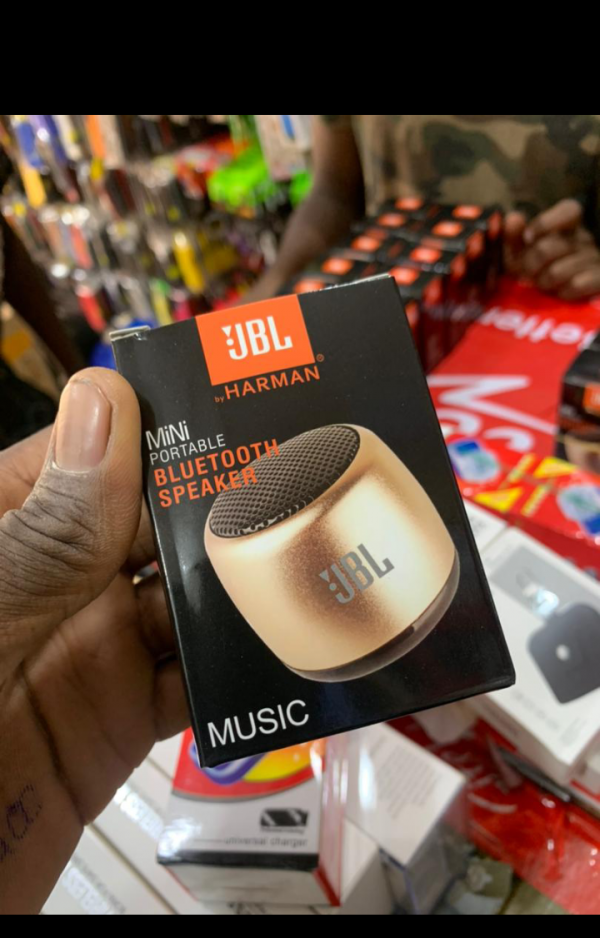 JBL
®
by HARMAN
MiNi
PORTABLE
BLUETOOTH
SPEAKER
JBL
MUSIC
universal charger